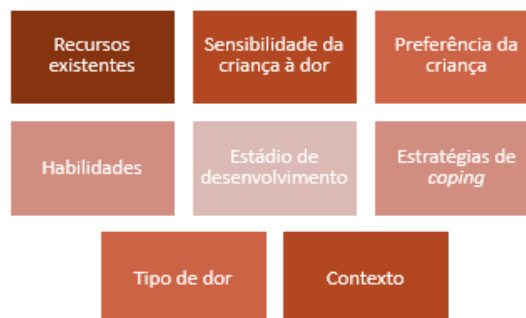 Recursos
existentes
Sensibilidade da
criança à dor
Preferência da
criança
Habilidades
Estádio de
desenvolvimento
Estratégias de
coping
Tipo de dor
Contexto